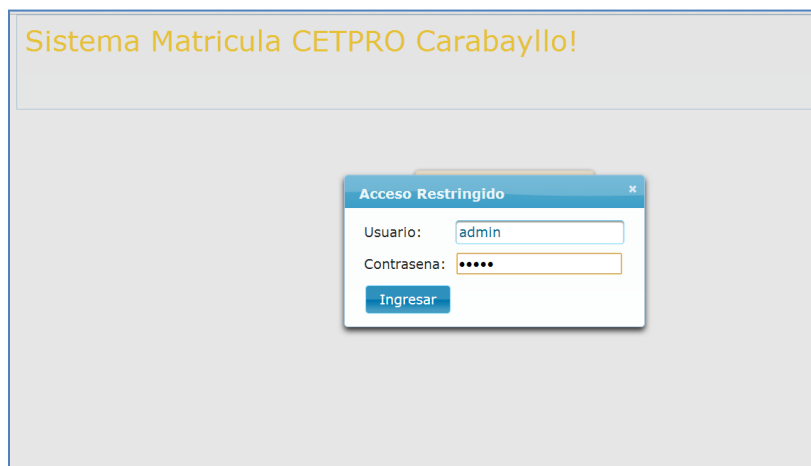 Sistema Matricula CETPRO Carabayllo!
Acceso Restringido
Usuario: admin
Contrasena: •••••
Ingresar